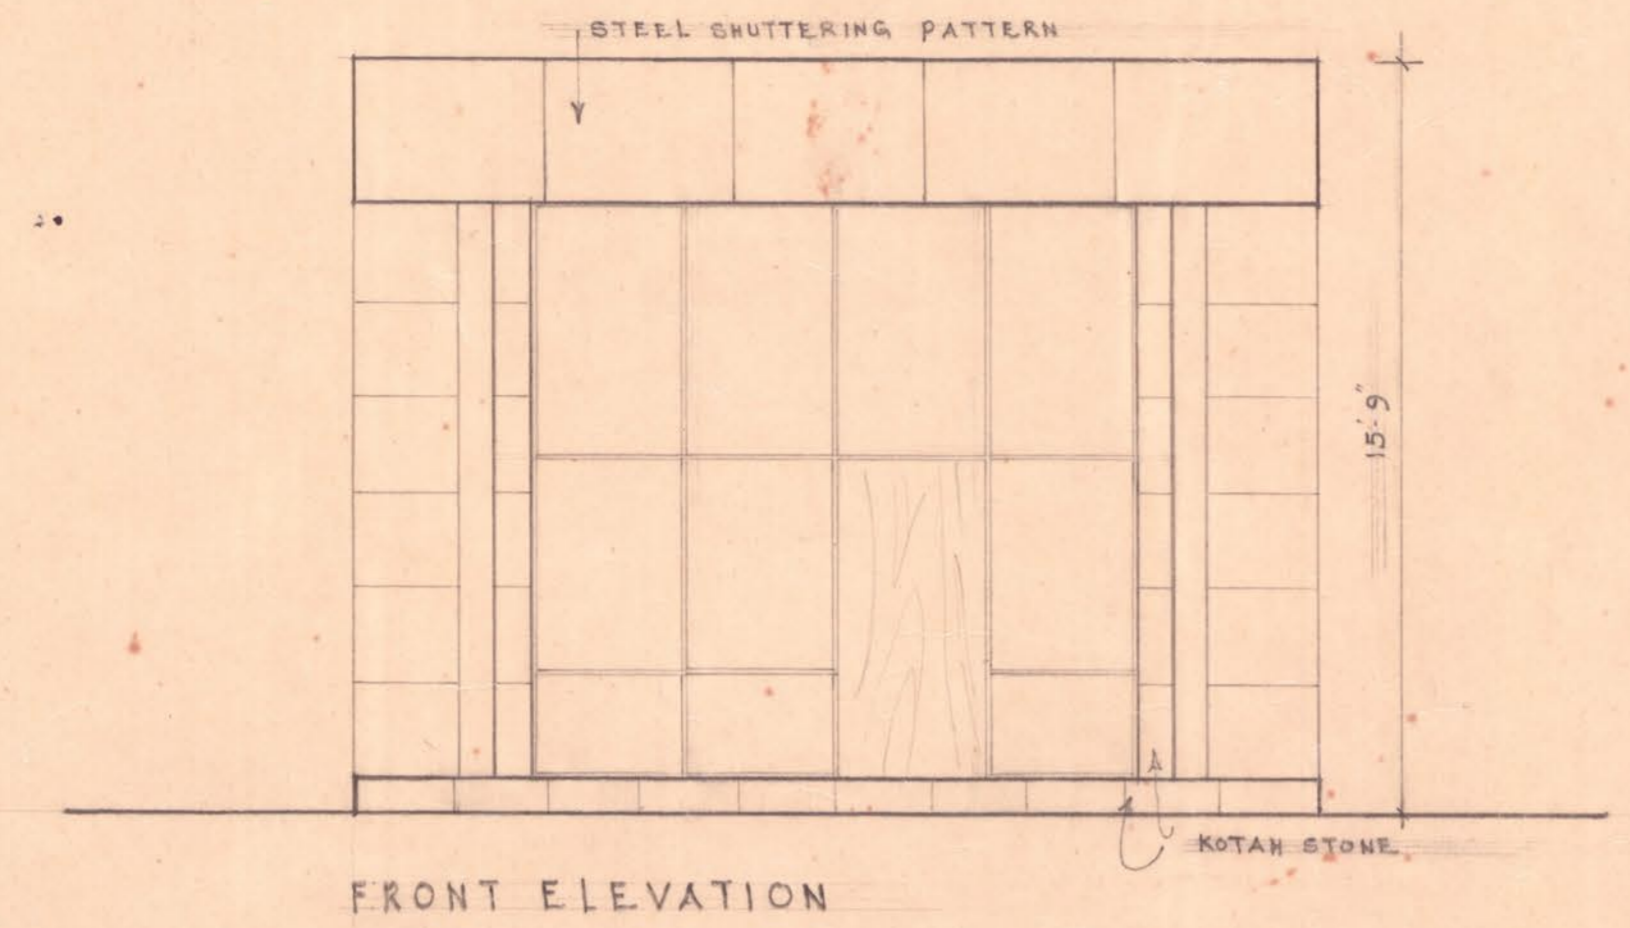 STEEL SHUTTERING PATTERN
15'-9"
KOTAH STONE
FRONT ELEVATION